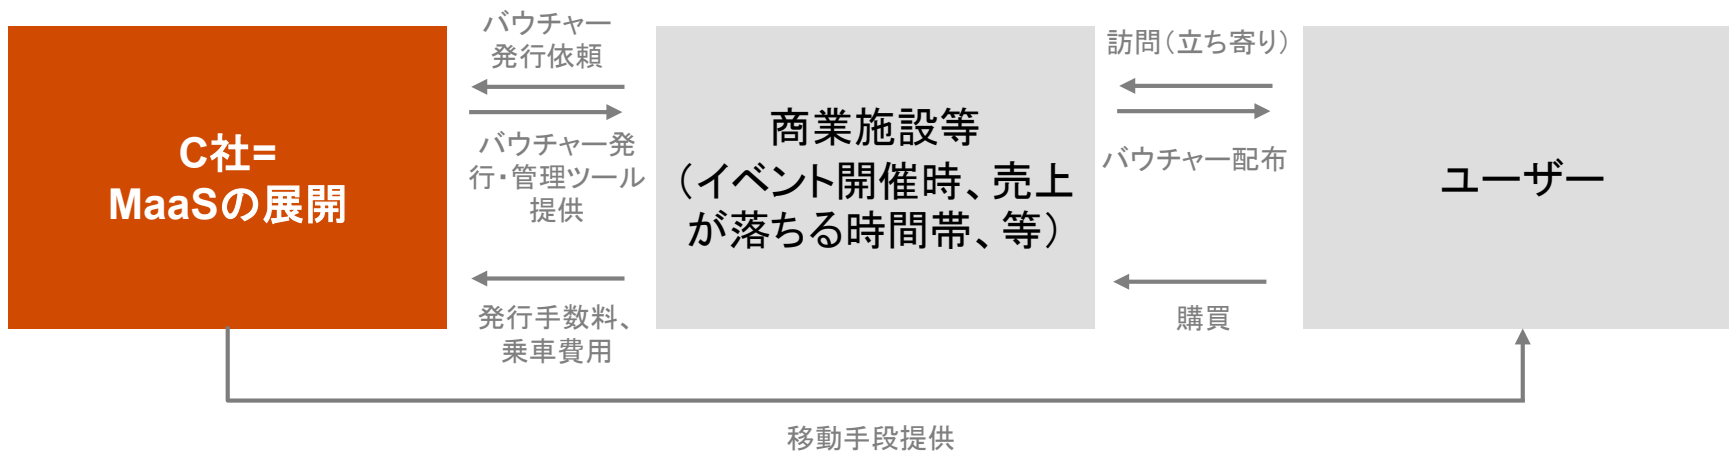 バウチャー
発行依頼
訪問（立ち寄り）
C社=
MaaSの展開
バウチャー発
行・管理ツール
提供
商業施設等
（イベント開催時、売上
が落ちる時間帯、等）
バウチャー配布
ユーザー
発行手数料、
乗車費用
購買
移動手段提供